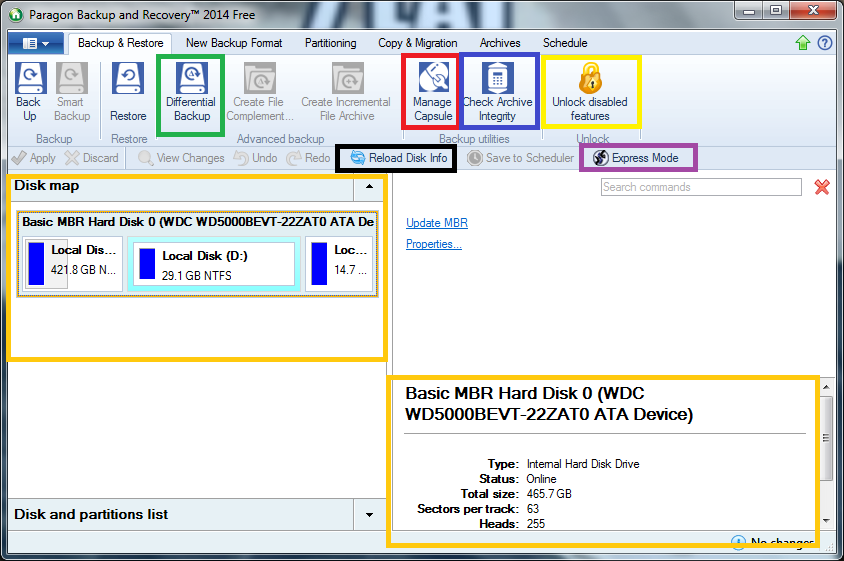 Paragon Backup and Recovery™ 2014 Free
Backup & Restore New Backup Format Partitioning Copy & Migration Archives Schedule
Back Up
Smart Backup
Restore
Differential Backup
Create File Complement...
Create Incremental File Archive
Manage Capsule
Check Archive Integrity
Unlock disabled features
Backup Restore Advanced backup Backup utilities Unlock
Apply Discard View Changes Undo Redo Reload Disk Info Save to Scheduler Express Mode
Disk map
Search commands
Basic MBR Hard Disk 0 (WDC WD5000BEVT-22ZAT0 ATA De
Local Dis...
421.8 GB N...
Local Disk (D:)
29.1 GB NTFS
Loc...
14.7 ...
Update MBR
Properties...
Basic MBR Hard Disk 0 (WDC
WD5000BEVT-22ZAT0 ATA Device)
Type: Internal Hard Disk Drive
Status: Online
Total size: 465.7 GB
Sectors per track: 63
Heads: 255
Disk and partitions list
No changes